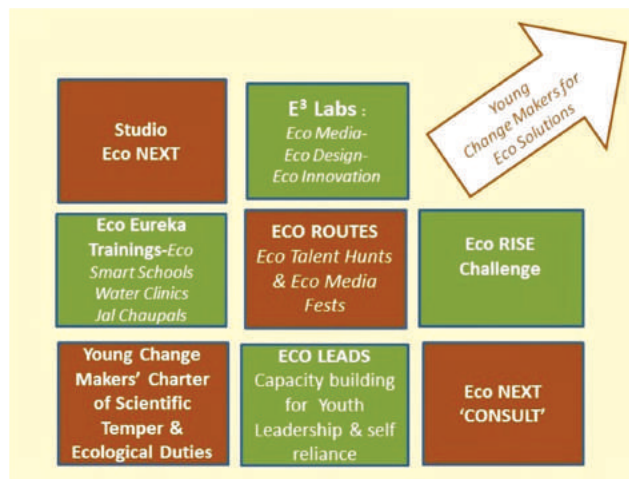 Studio
Eco NEXT
E³ Labs :
Eco Media-
Eco Design-
Eco Innovation
Young
Change Makers for
Eco Solutions
Eco Eureka
Trainings-Eco
Smart Schools
Water Clinics
Jal Chaupals
ECO ROUTES
Eco Talent Hunts
& Eco Media
Fests
Eco RISE
Challenge
Young Change
Makers’ Charter
of Scientific
Temper &
Ecological Duties
ECO LEADS
Capacity building
for Youth
Leadership & self
reliance
Eco NEXT
‘CONSULT’